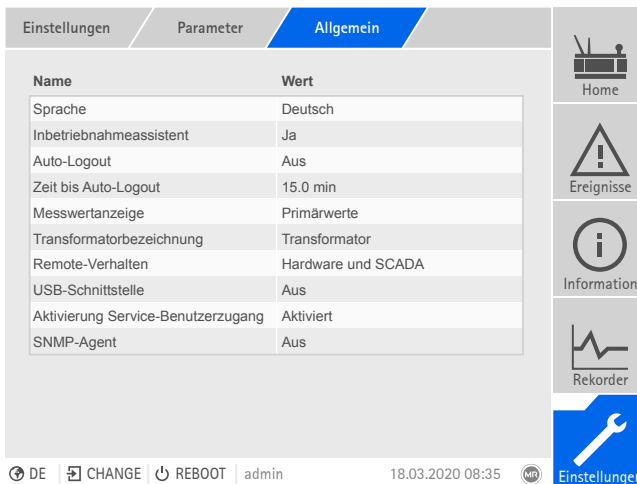 Einstellungen Parameter Allgemein
Name Wert
Sprache Deutsch
Inbetriebnahmeassistent Ja
Auto-Logout Aus
Zeit bis Auto-Logout 15.0 min
Messwertanzeige Primärwerte
Transformatorbezeichnung Transformator
Remote-Verhalten Hardware und SCADA
USB-Schnittstelle Aus
Aktivierung Service-Benutzerzugang Aktiviert
SNMP-Agent Aus
Home
Ereignisse
Information
Rekorder
Einstellungen
DE CHANGE REBOOT admin 18.03.2020 08:35 MR